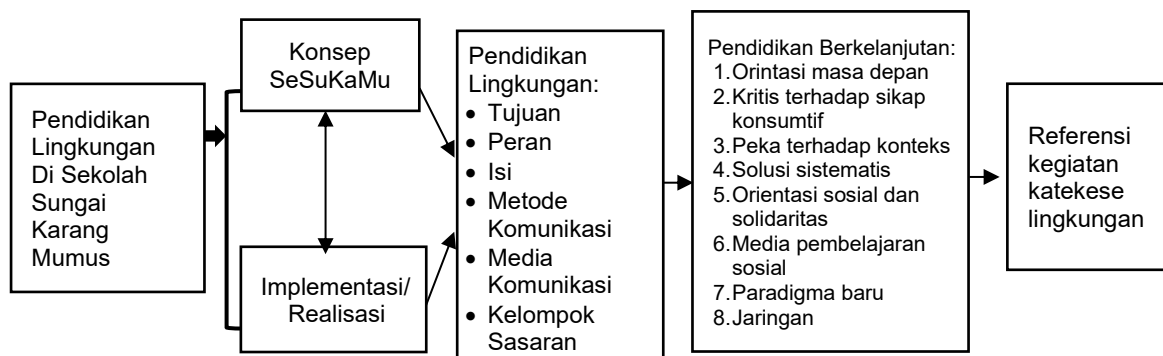 Pendidikan
Lingkungan
Di Sekolah
Sungai
Karang
Mumus
Konsep
SeSuKaMu
Implementasi/
Realisasi
Pendidikan
Lingkungan:
• Tujuan
• Peran
• Isi
• Metode
Komunikasi
• Media
Komunikasi
• Kelompok
Sasaran
Pendidikan Berkelanjutan:
1.Orintasi masa depan
2.Kritis terhadap sikap
konsumtif
3.Peka terhadap konteks
4.Solusi sistematis
5.Orientasi sosial dan
solidaritas
6.Media pembelajaran
sosial
7.Paradigma baru
8.Jaringan
Referensi
kegiatan
katekese
lingkungan